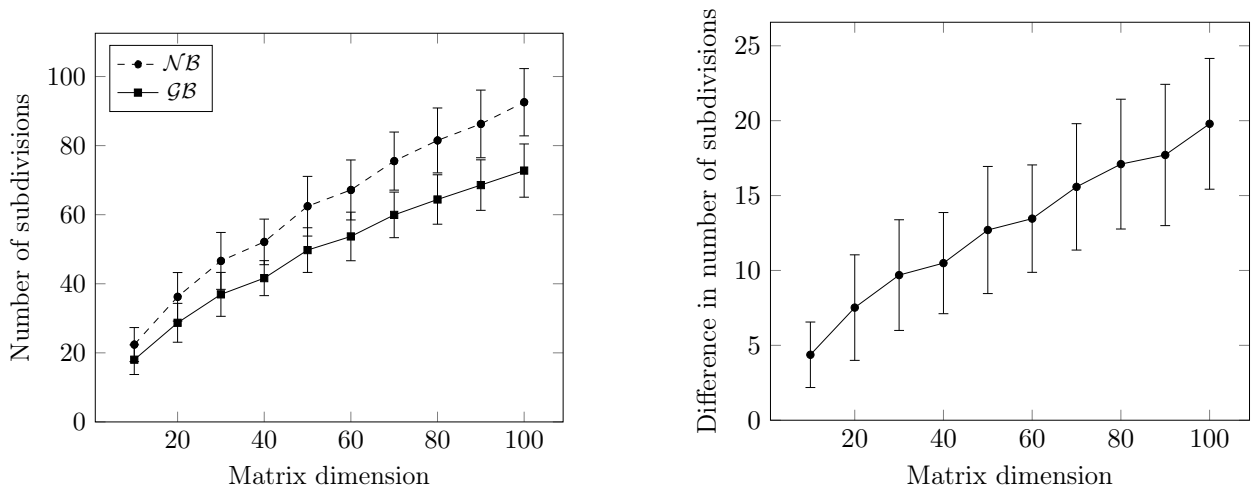 Number of subdivisions
100
80
60
40
20
0
𝒩ℬ
𝒢ℬ
20 40 60 80 100
Matrix dimension
Difference in number of subdivisions
25
20
15
10
5
0
20 40 60 80 100
Matrix dimension